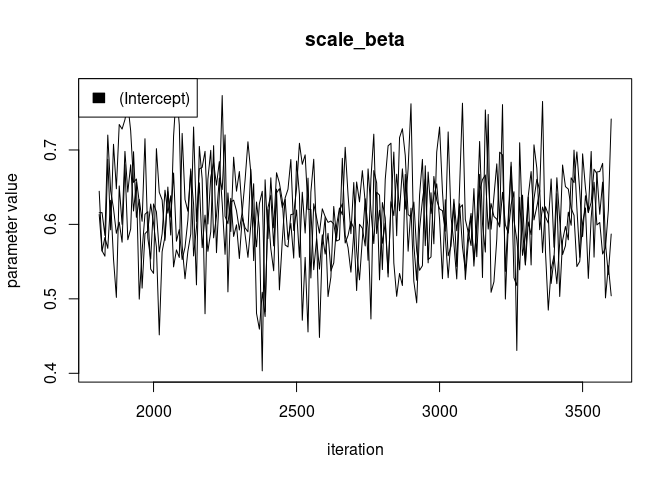 scale_beta
(Intercept)
parameter value
0.7
0.6
0.5
0.4
2000 2500 3000 3500
iteration